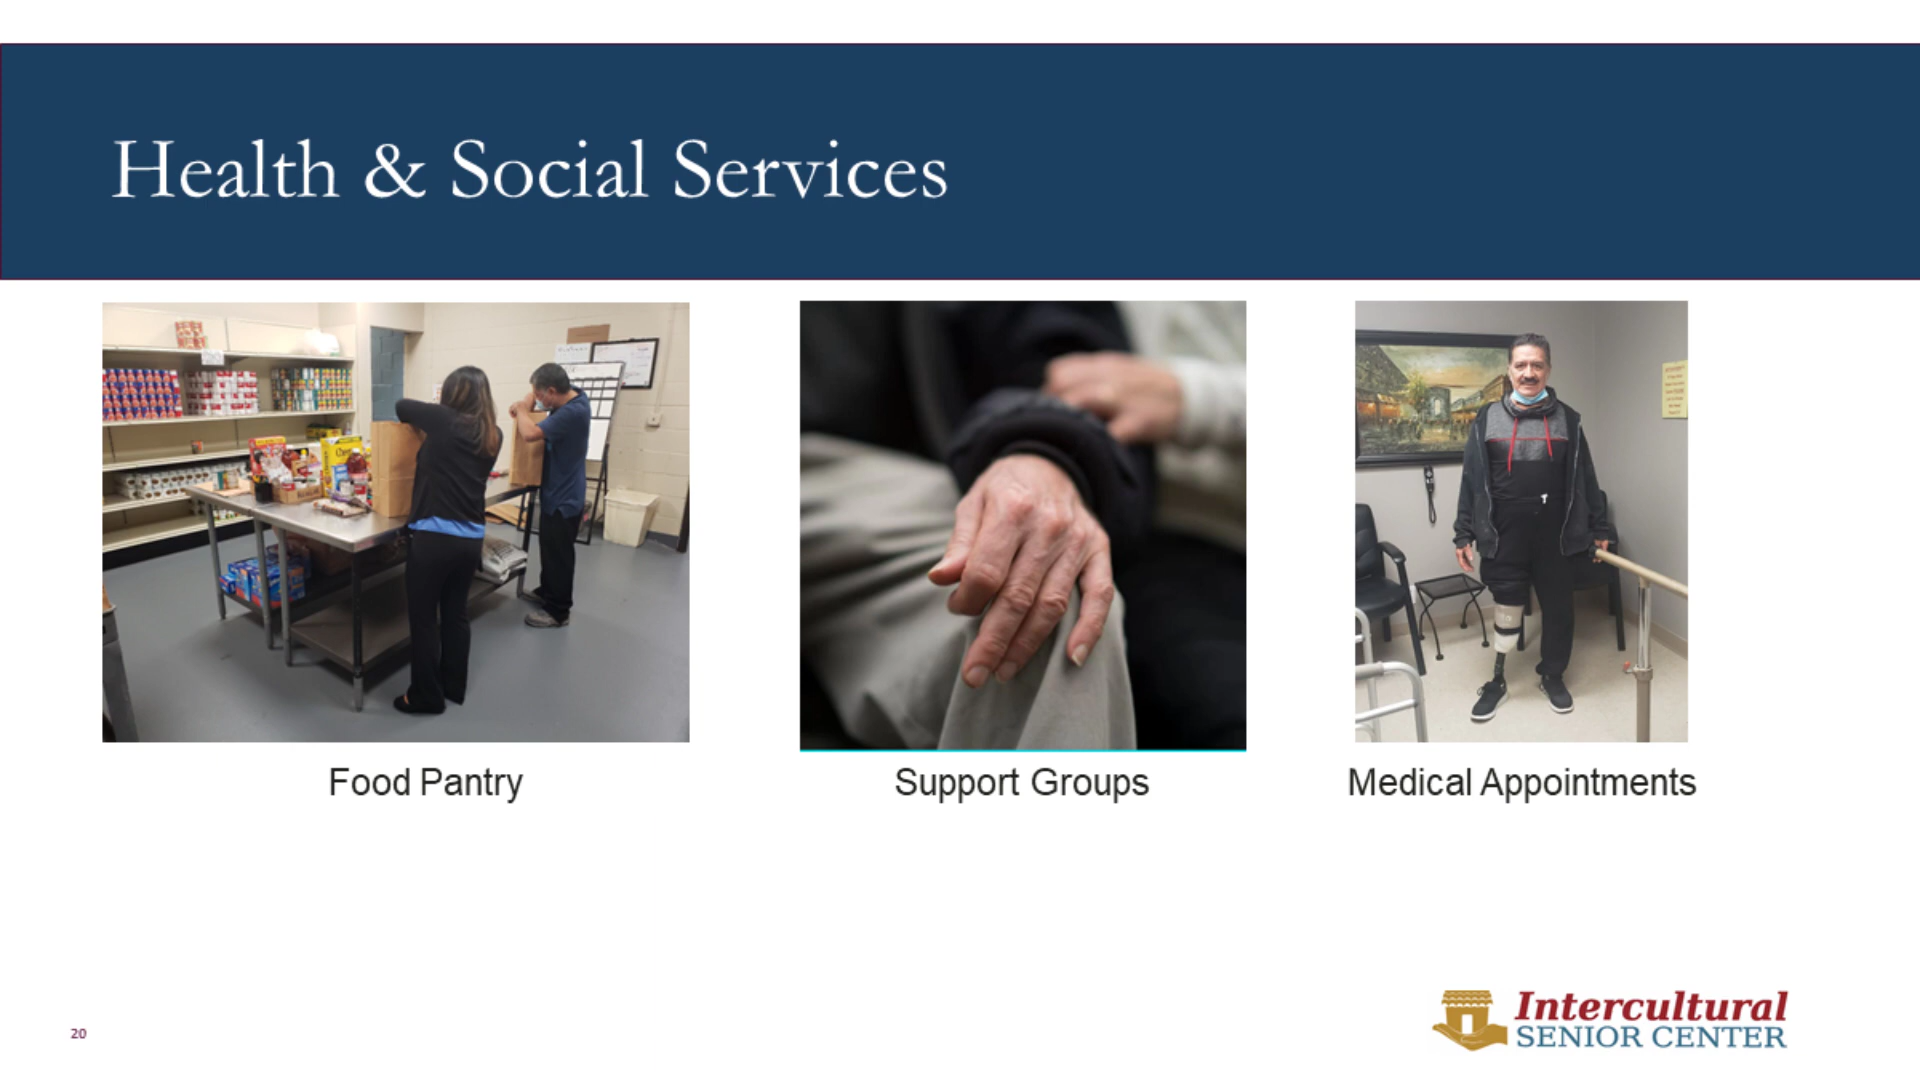 Health & Social Services
Food Pantry
Support Groups
Medical Appointments
20
Intercultural
SENIOR CENTER